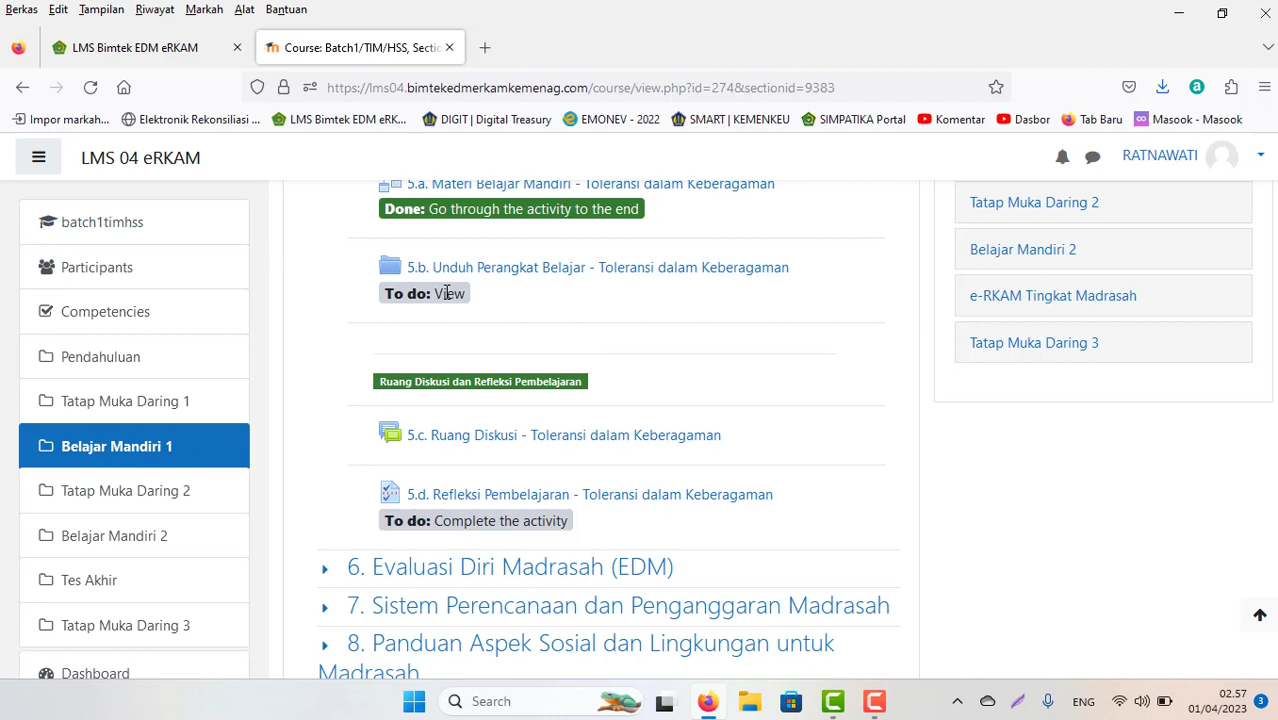 Berkas Edit Tampilan Riwayat Markah Alat Bantuan
LMS Bimtek EDM eRKAM
Course: Batch1/TIM/HSS, Sectio
https://lms04.bimtekedmerkamkemenag.com/course/view.php?id=274&sectionid=9383
Impor markah... Elektronik Rekonsiliasi ... LMS Bimtek EDM eRK... DIGIT | Digital Treasury EMONEV - 2022 SMART | KEMENKEU SIMPATIKA Portal Komentar Dasbor Tab Baru Masook - Masook
LMS 04 eRKAM
RATNAWATI
batch1timhss
Participants
Competencies
Pendahuluan
Tatap Muka Daring 1
Belajar Mandiri 1
Tatap Muka Daring 2
Belajar Mandiri 2
Tes Akhir
Tatap Muka Daring 3
Dashboard
5.a. Materi Belajar Mandiri - Toleransi dalam Keberagaman
Done: Go through the activity to the end
5.b. Unduh Perangkat Belajar - Toleransi dalam Keberagaman
To do: View
Ruang Diskusi dan Refleksi Pembelajaran
5.c. Ruang Diskusi - Toleransi dalam Keberagaman
5.d. Refleksi Pembelajaran - Toleransi dalam Keberagaman
To do: Complete the activity
6. Evaluasi Diri Madrasah (EDM)
7. Sistem Perencanaan dan Penganggaran Madrasah
8. Panduan Aspek Sosial dan Lingkungan untuk
Madrasah
Tatap Muka Daring 2
Belajar Mandiri 2
e-RKAM Tingkat Madrasah
Tatap Muka Daring 3
Search
ENG
02.57
01/04/2023
3